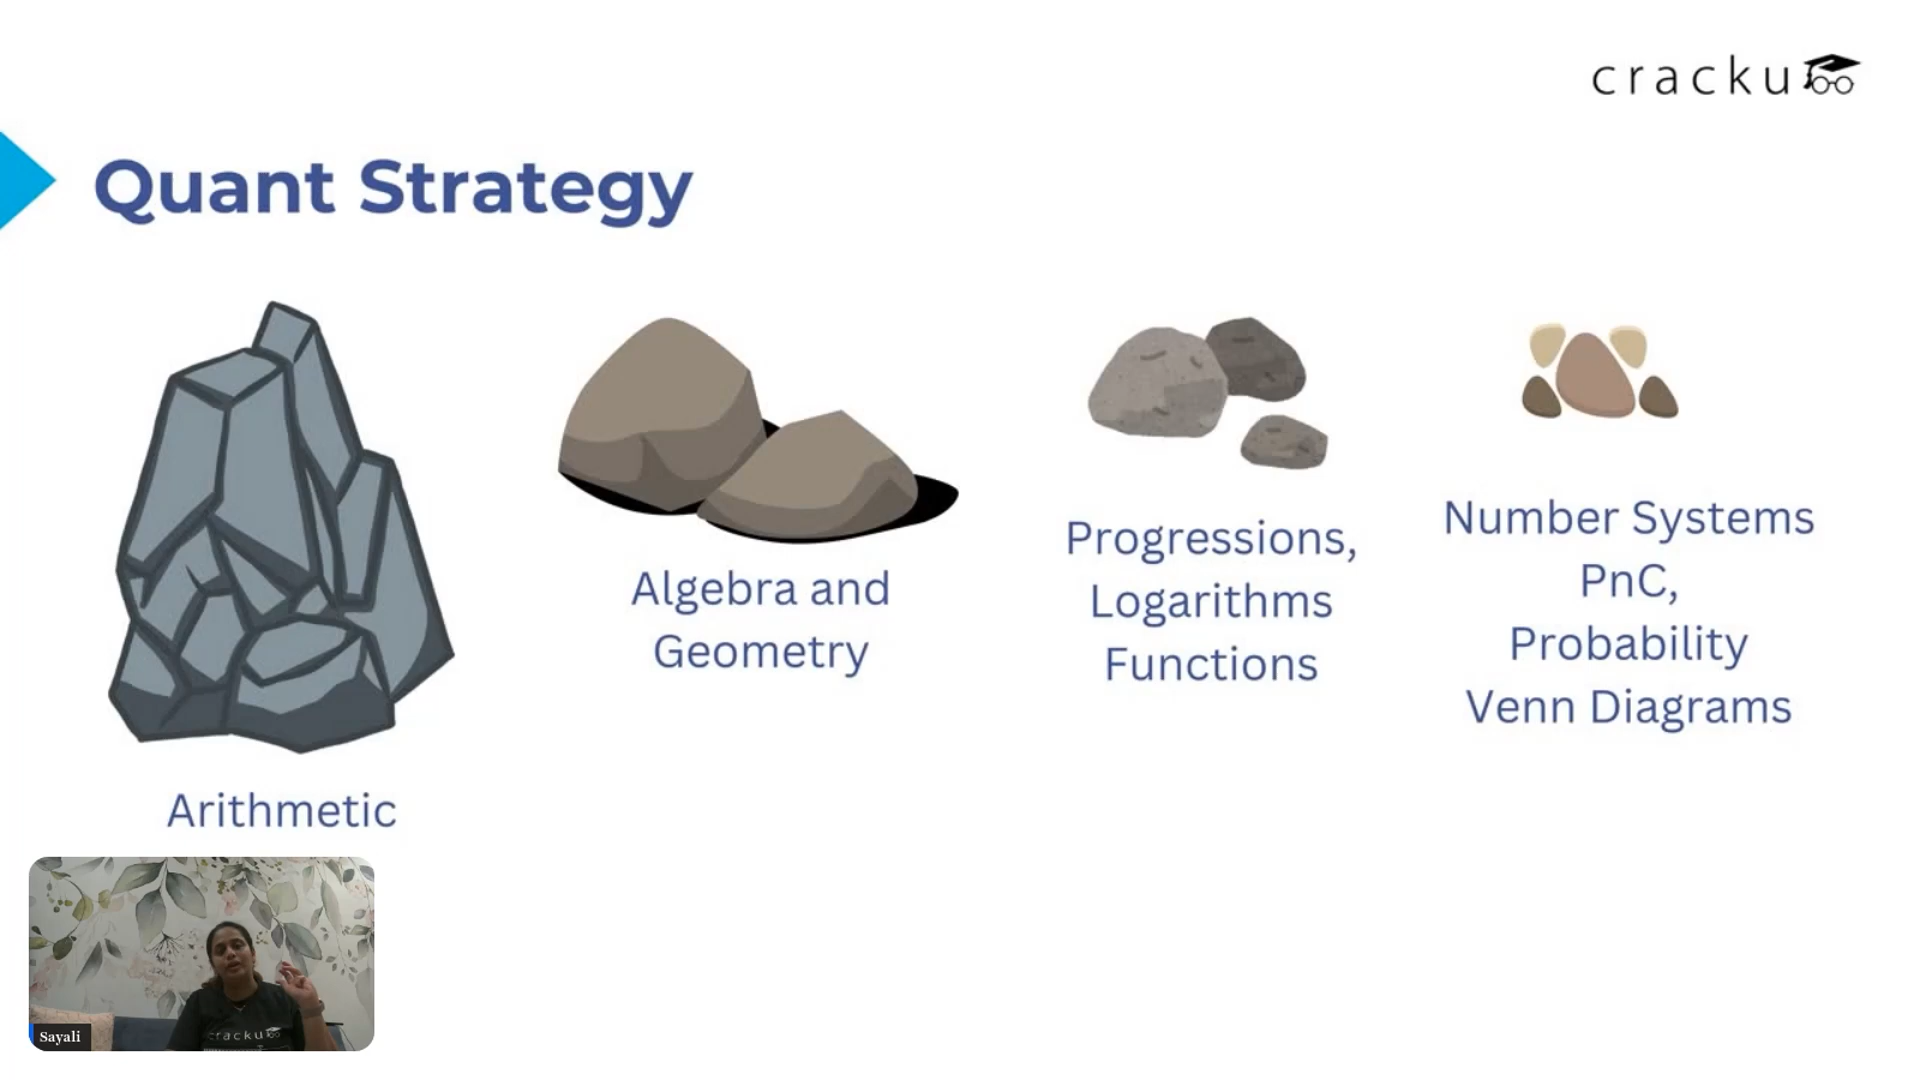 cracku
Quant Strategy
Arithmetic
Algebra and
Geometry
Progressions,
Logarithms
Functions
Number Systems
PnC,
Probability
Venn Diagrams
cracku
Sayali